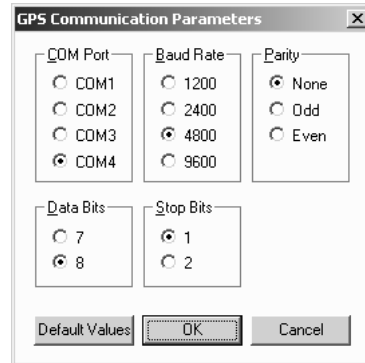 GPS Communication Parameters
COM Port
COM1
COM2
COM3
COM4
Baud Rate
1200
2400
4800
9600
Parity
None
Odd
Even
Data Bits
7
8
Stop Bits
1
2
Default Values
OK
Cancel